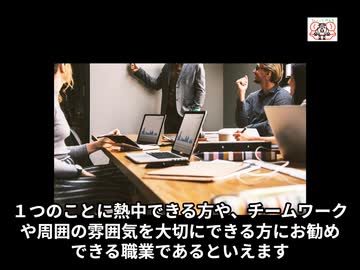 １つのことに熱中できる方や、チームワーク
や周囲の雰囲気を大切にできる方にお勧め
できる職業であるといえます